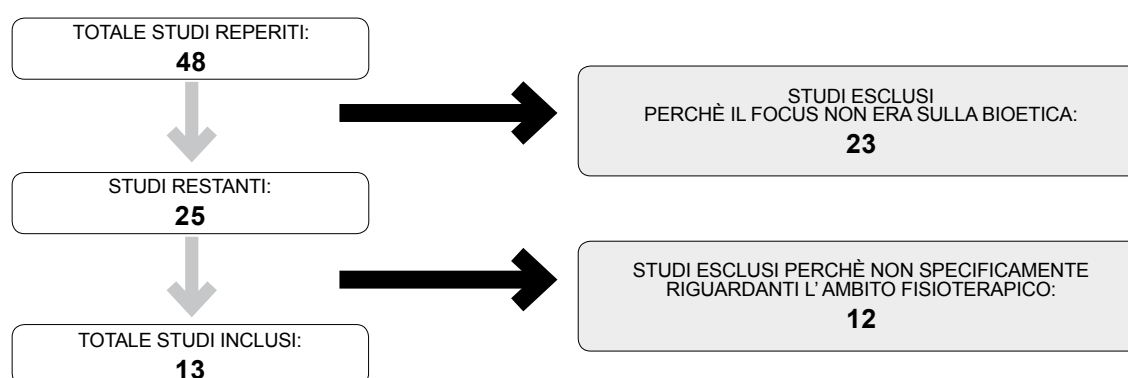 TOTALE STUDI REPERITI:
48
STUDI ESCLUSI
PERCHÈ IL FOCUS NON ERA SULLA BIOETICA:
23
STUDI RESTANTI:
25
STUDI ESCLUSI PERCHÈ NON SPECIFICAMENTE
RIGUARDANTI L' AMBITO FISIOTERAPICO:
12
TOTALE STUDI INCLUSI:
13